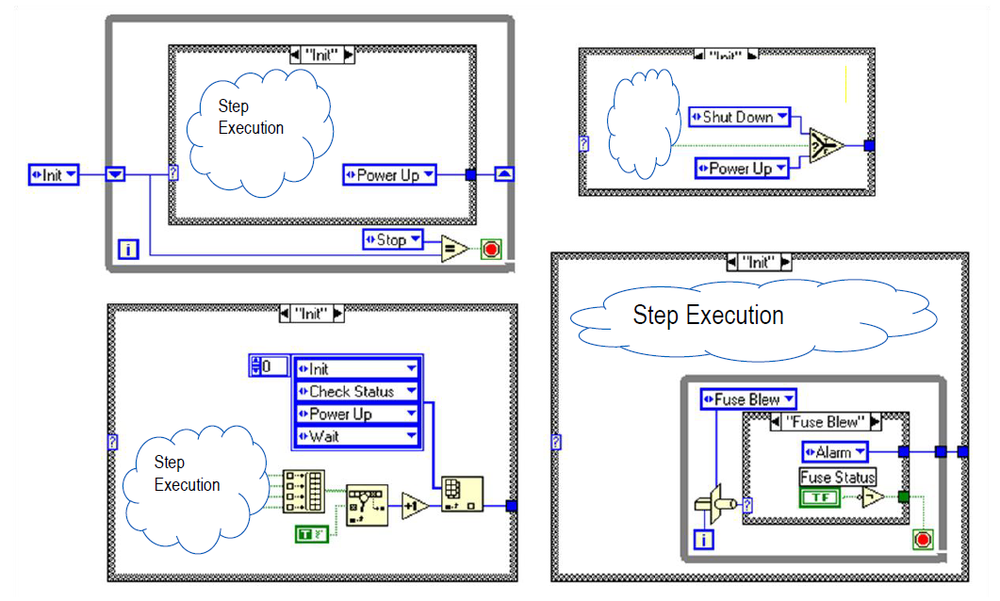 "Init"
Step
Execution
Init
Power Up
Stop
=
i
?
"Init"
Shut Down
?
?
Power Up
"Init"
0
Init
Check Status
Power Up
Wait
?
Step
Execution
+1
T F
"Init"
Step Execution
Fuse Blew
"Fuse Blew"
Alarm
Fuse Status
TF
?
?
i